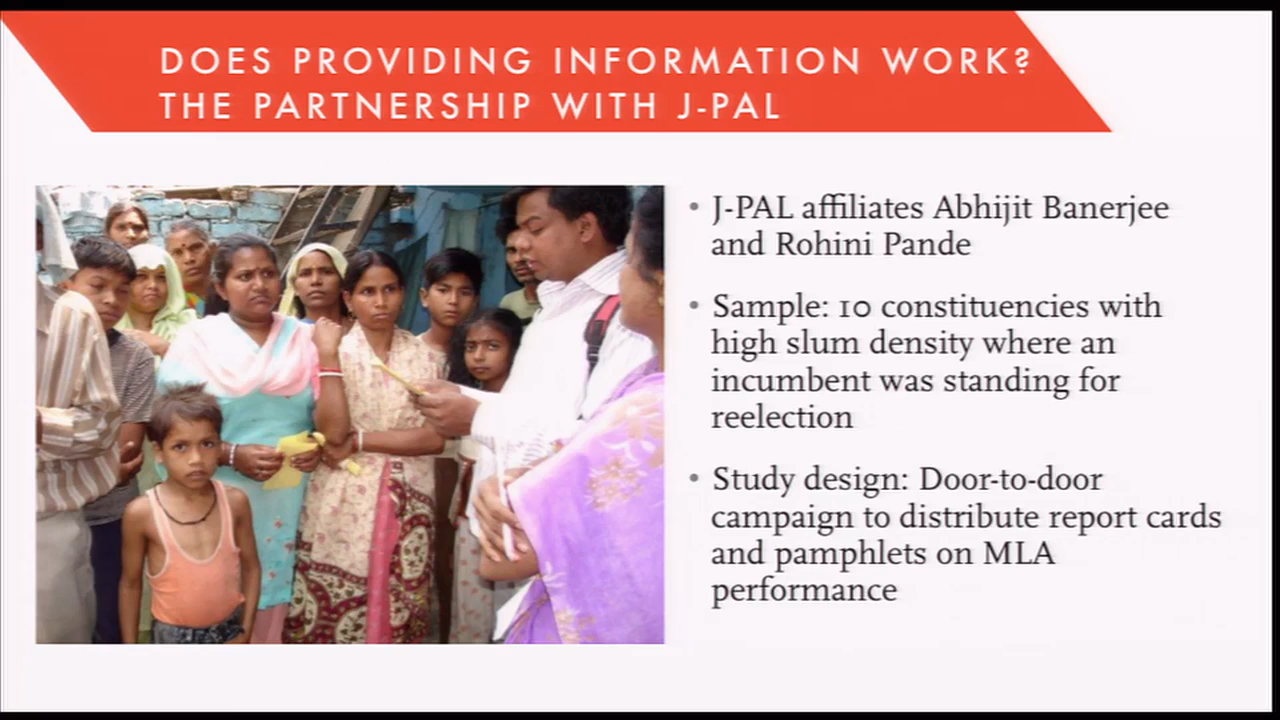 DOES PROVIDING INFORMATION WORK?
THE PARTNERSHIP WITH J-PAL
• J-PAL affiliates Abhijit Banerjee
and Rohini Pande
• Sample: 10 constituencies with
high slum density where an
incumbent was standing for
reelection
• Study design: Door-to-door
campaign to distribute report cards
and pamphlets on MLA
performance